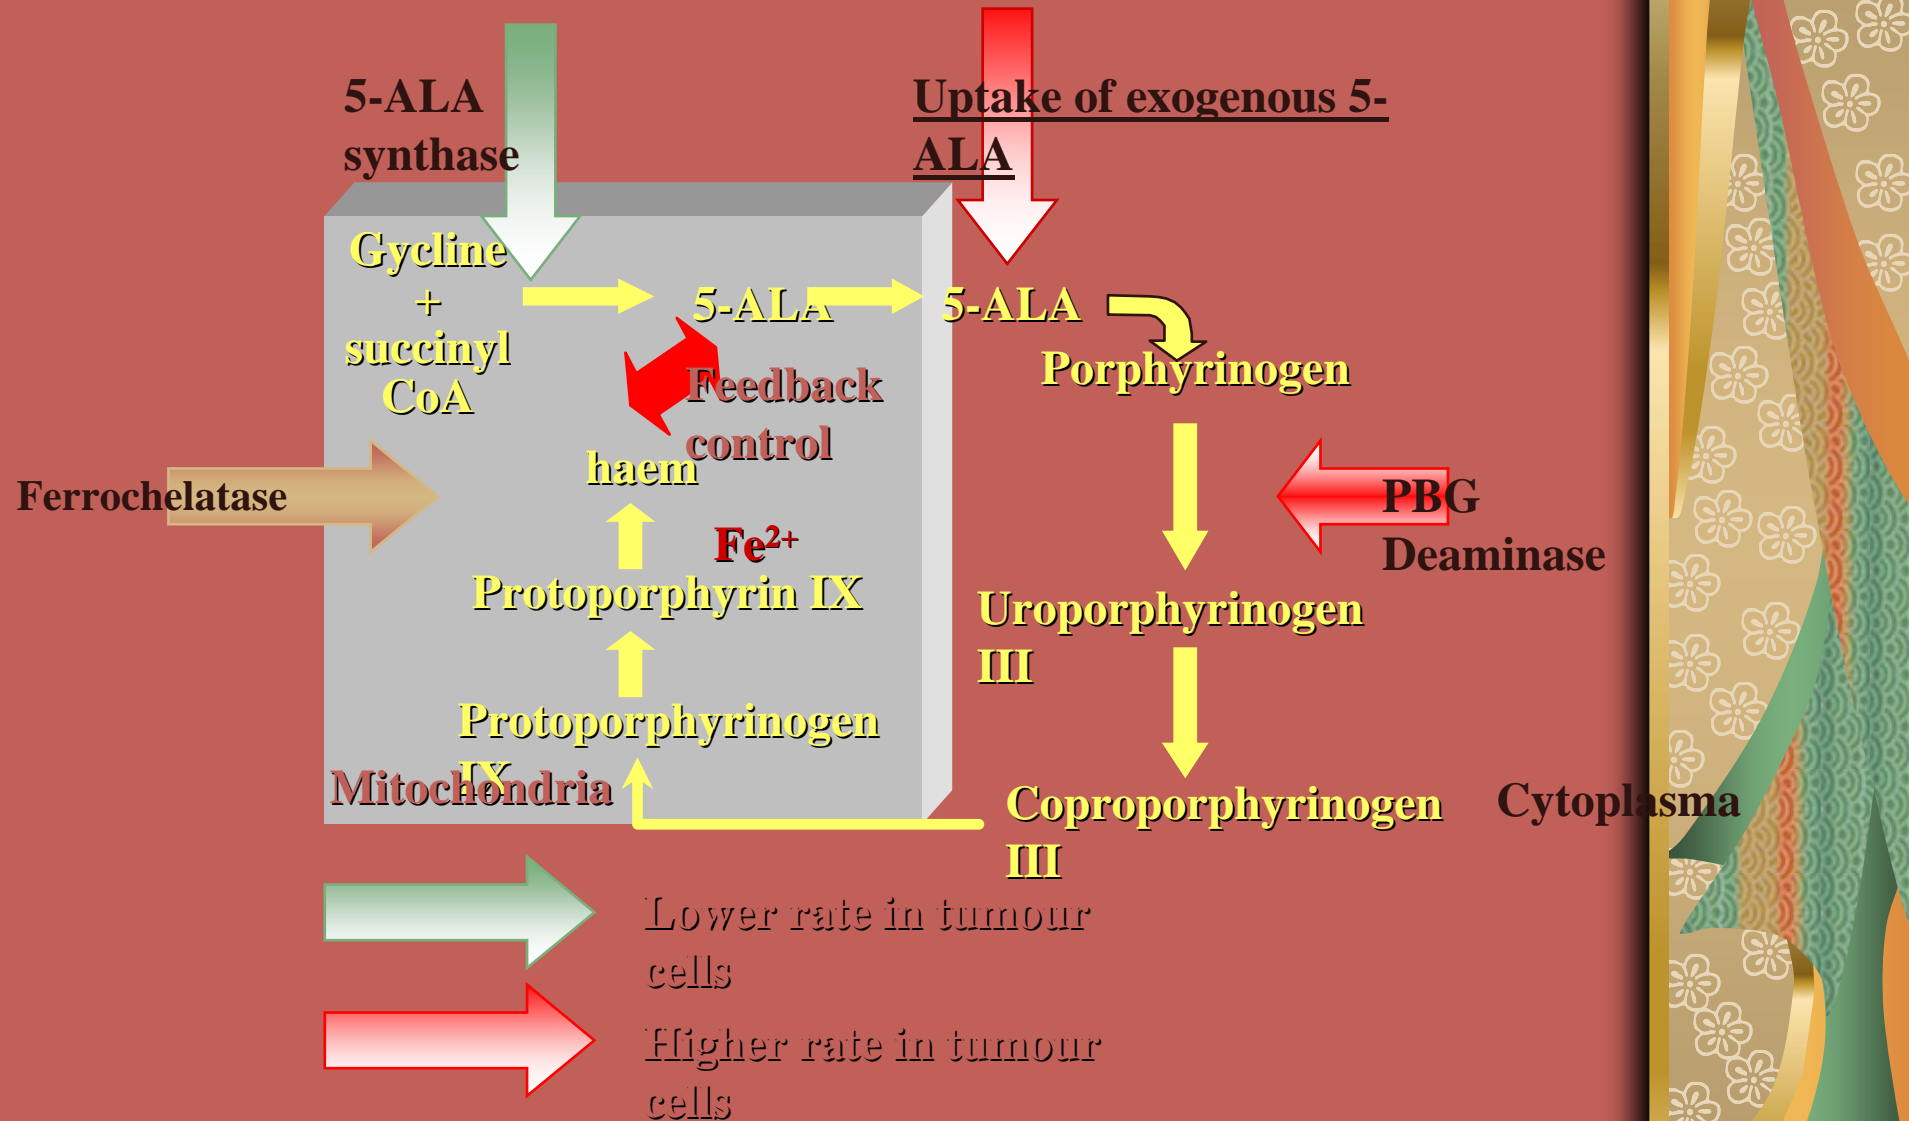 5-ALA
synthase
Uptake of exogenous 5-
ALA
Gycline
+
succinyl
CoA
5-ALA
5-ALA
Porphyrinogen
Feedback
control
haem
Ferrochelatase
PBG
Deaminase
Fe²⁺
Protoporphyrin IX
Uroporphyrinogen
III
Protoporphyrinogen
IX
Mitochondria
Coproporphyrinogen
III
Cytoplasma
Lower rate in tumour
cells
Higher rate in tumour
cells